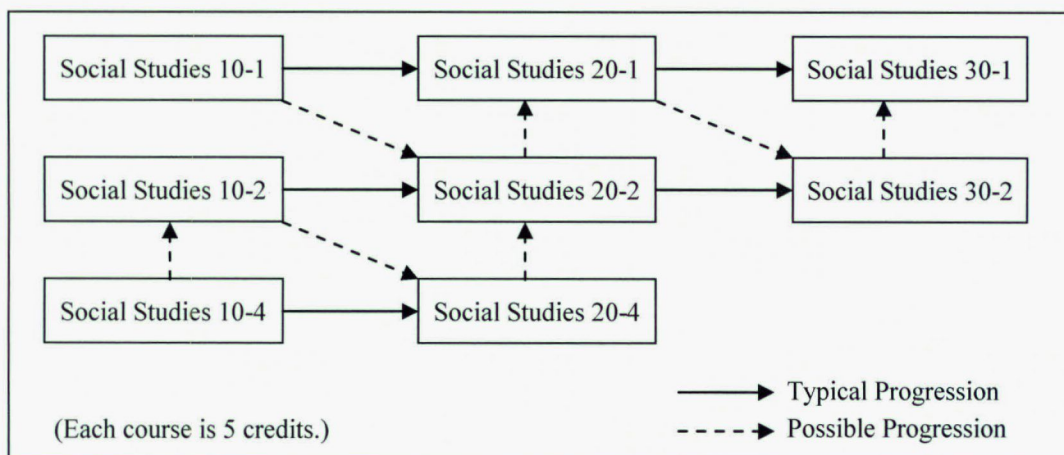 Social Studies 10-1 Social Studies 20-1 Social Studies 30-1
Social Studies 10-2 Social Studies 20-2 Social Studies 30-2
Social Studies 10-4 Social Studies 20-4
Typical Progression
(Each course is 5 credits.) Possible Progression